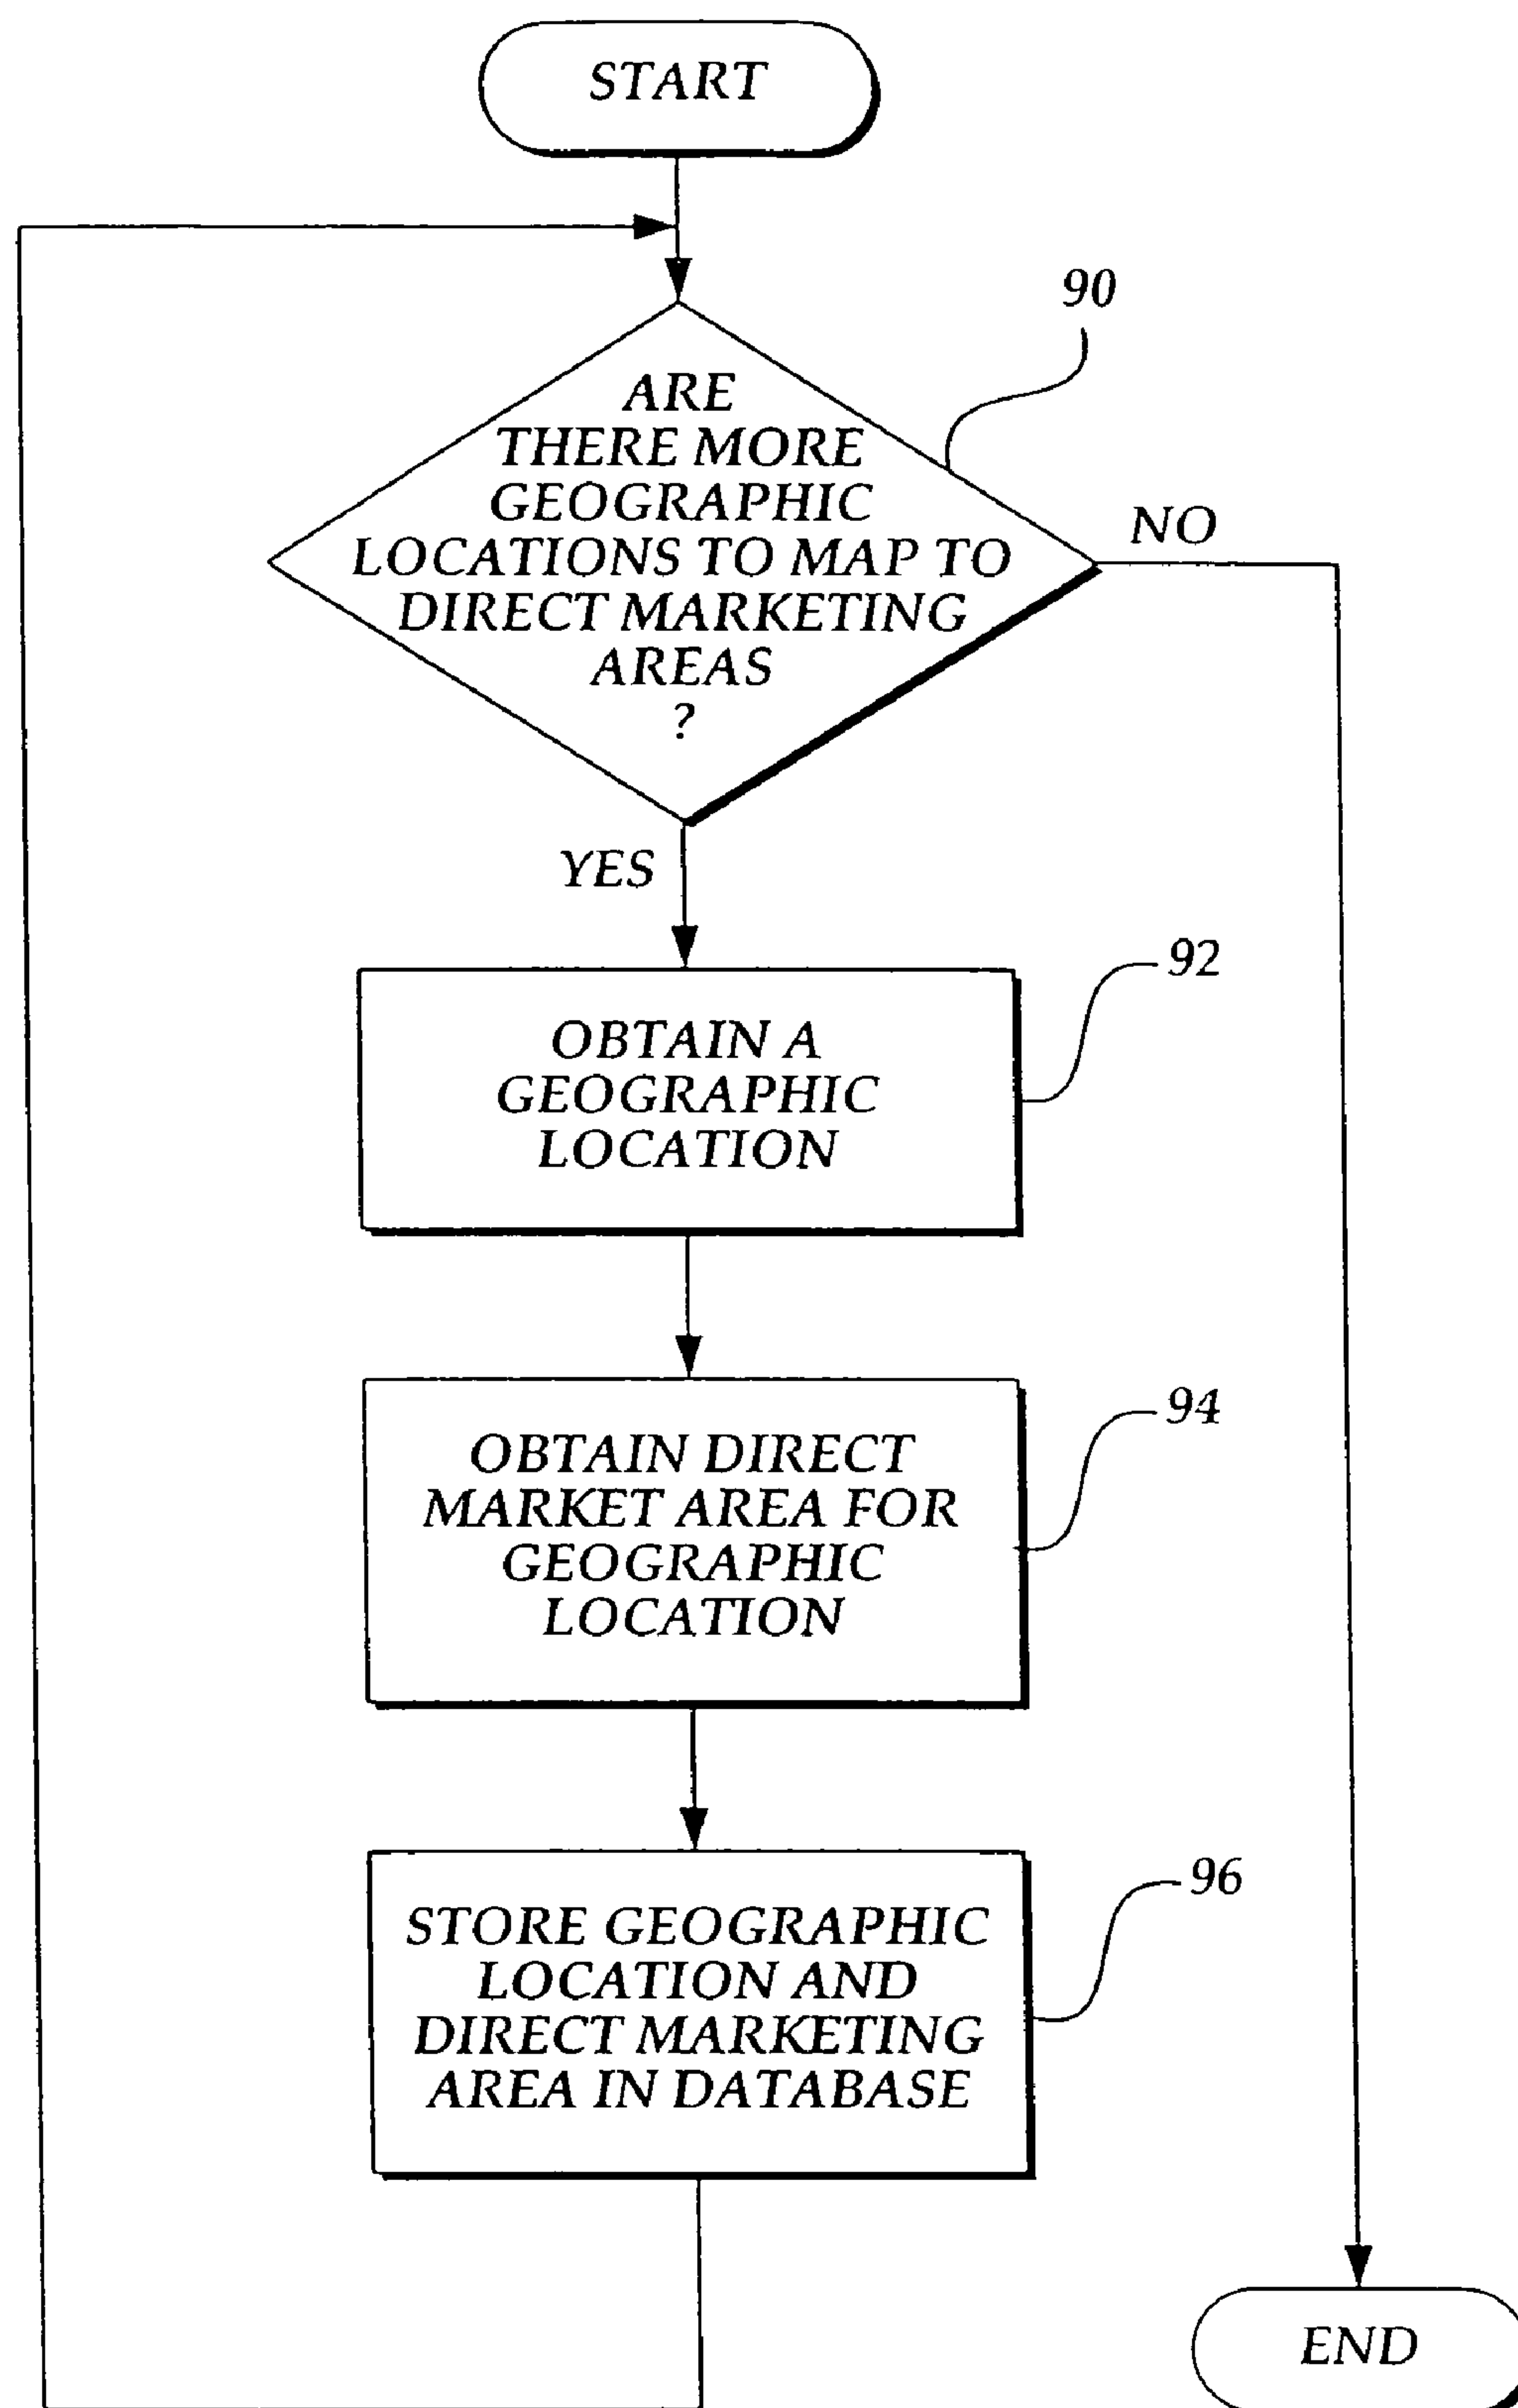 START
90
ARE
THERE MORE
GEOGRAPHIC
LOCATIONS TO MAP TO
DIRECT MARKETING
AREAS
?
NO
YES
92
OBTAIN A
GEOGRAPHIC
LOCATION
94
OBTAIN DIRECT
MARKET AREA FOR
GEOGRAPHIC
LOCATION
96
STORE GEOGRAPHIC
LOCATION AND
DIRECT MARKETING
AREA IN DATABASE
END